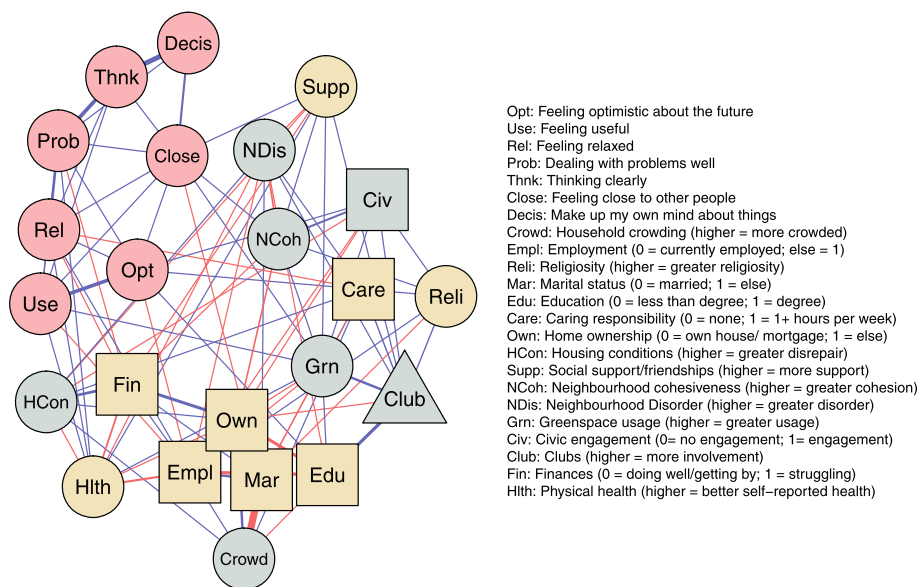 Decis
Thnk
Supp
Prob
Close
NDis
Civ
Rel
NCoh
Opt
Care
Reli
Use
Grn
Fin
HCon
Club
Own
Hlth
Empl
Mar
Edu
Crowd
Opt: Feeling optimistic about the future
Use: Feeling useful
Rel: Feeling relaxed
Prob: Dealing with problems well
Thnk: Thinking clearly
Close: Feeling close to other people
Decis: Make up my own mind about things
Crowd: Household crowding (higher = more crowded)
Empl: Employment (0 = currently employed; else = 1)
Reli: Religiosity (higher = greater religiosity)
Mar: Marital status (0 = married; 1 = else)
Edu: Education (0 = less than degree; 1 = degree)
Care: Caring responsibility (0 = none; 1 = 1+ hours per week)
Own: Home ownership (0 = own house/ mortgage; 1 = else)
HCon: Housing conditions (higher = greater disrepair)
Supp: Social support/friendships (higher = more support)
NCoh: Neighbourhood cohesiveness (higher = greater cohesion)
NDis: Neighbourhood Disorder (higher = greater disorder)
Grn: Greenspace usage (higher = greater usage)
Civ: Civic engagement (0= no engagement; 1= engagement)
Club: Clubs (higher = more involvement)
Fin: Finances (0 = doing well/getting by; 1 = struggling)
Hlth: Physical health (higher = better self−reported health)